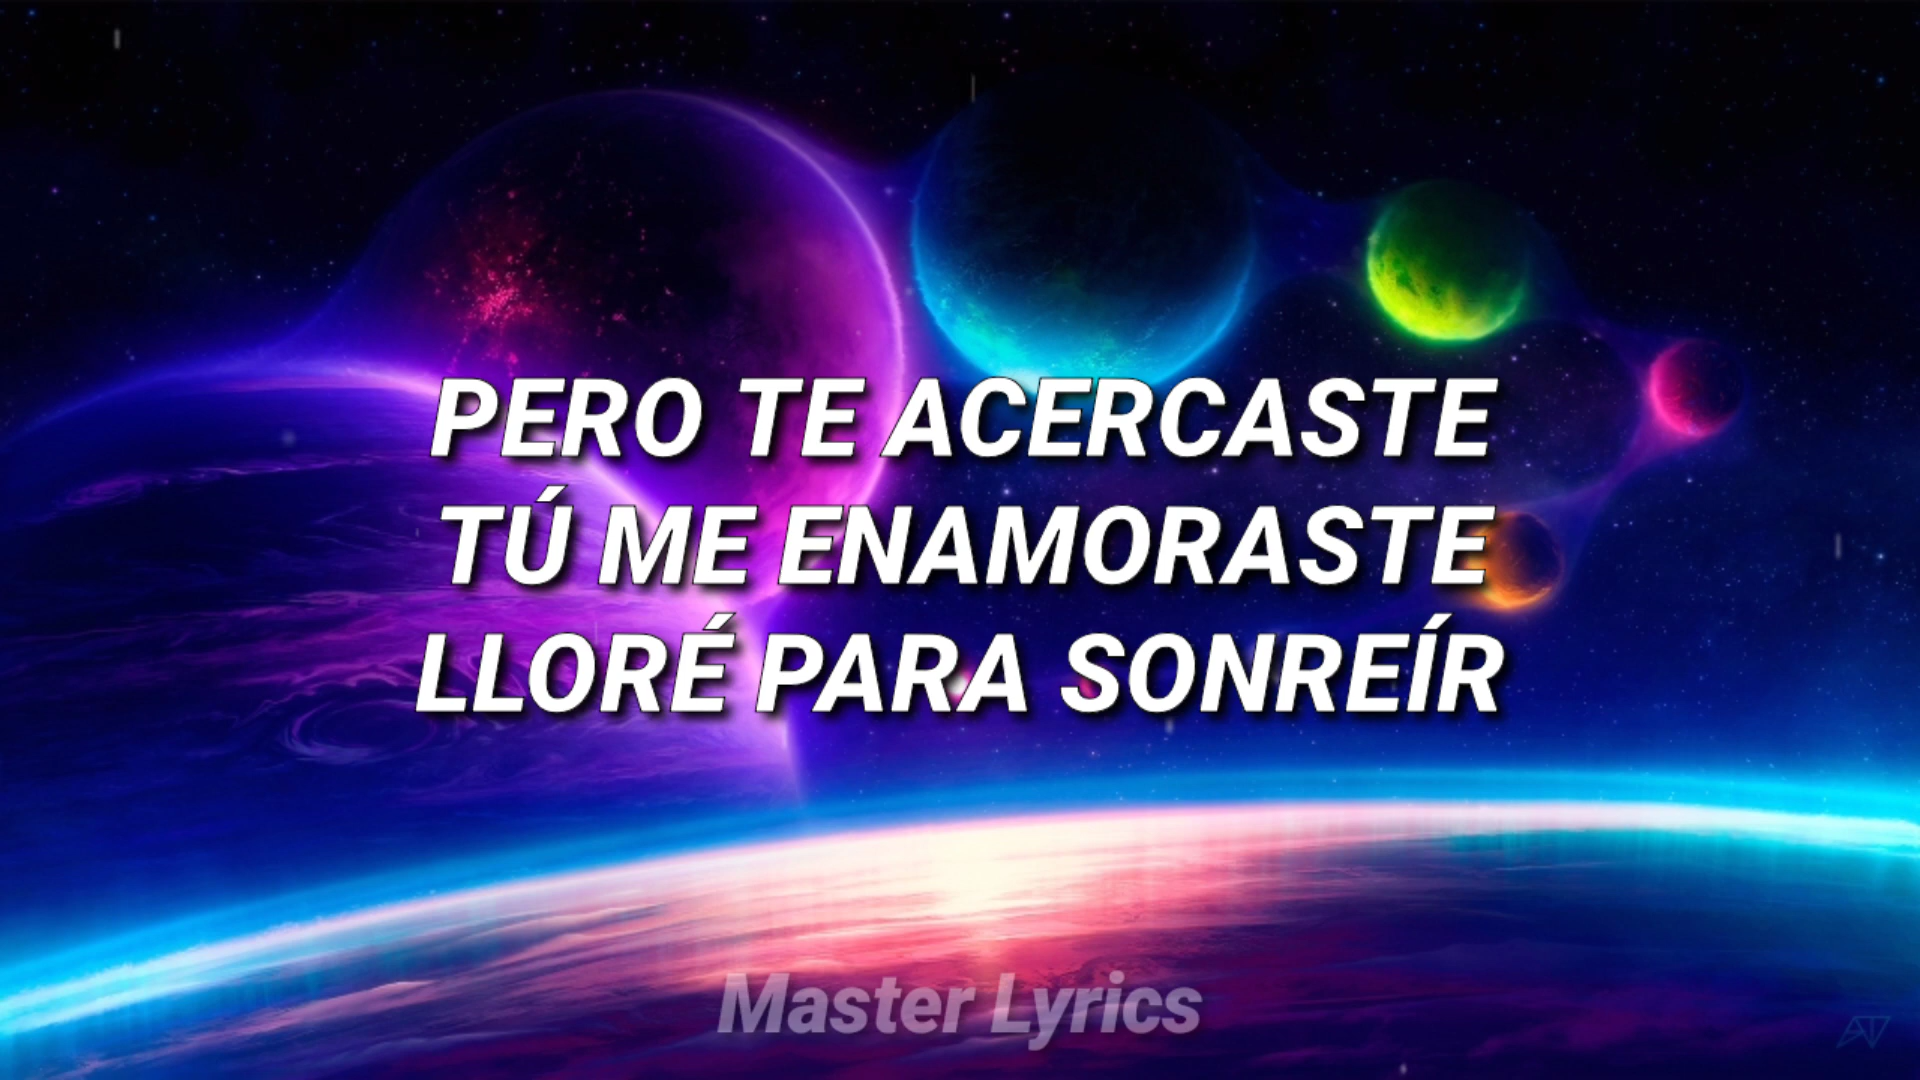 PERO TE ACERCASTE
TÚ ME ENAMORASTE
LLORÉ PARA SONREÍR
Master Lyrics